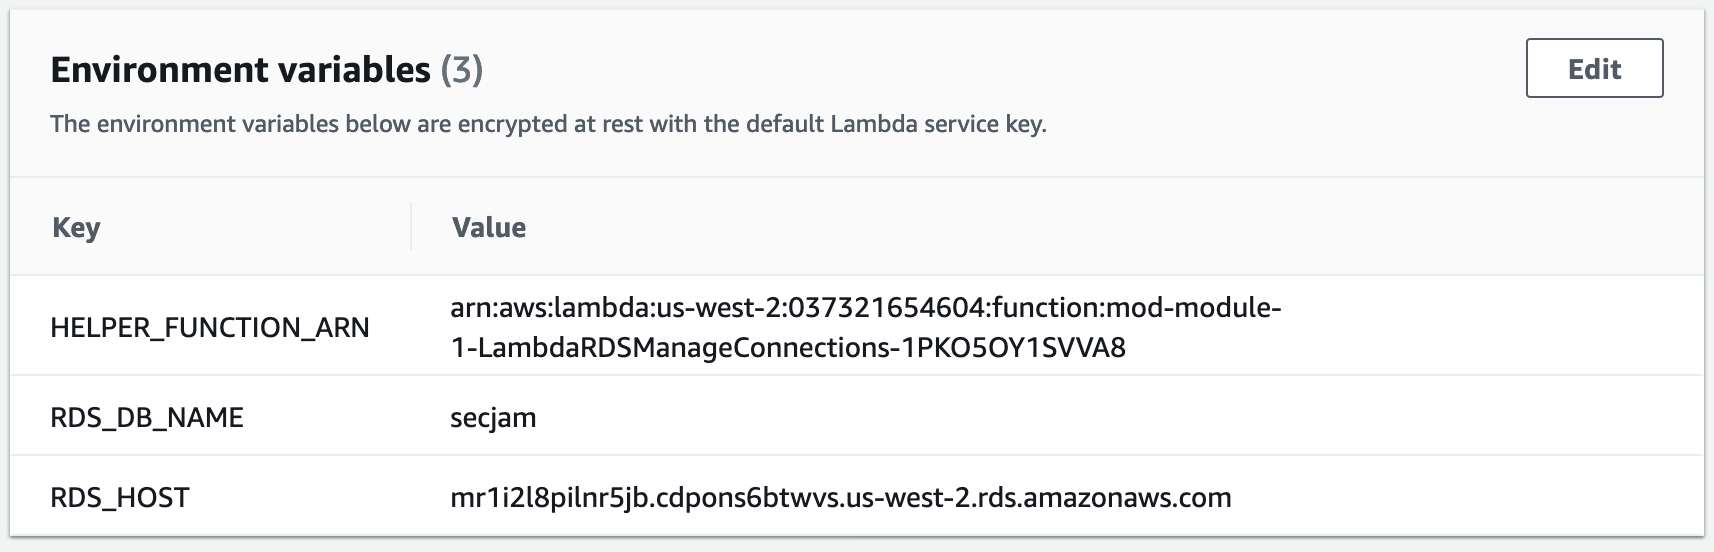 Environment variables (3)
Edit
The environment variables below are encrypted at rest with the default Lambda service key.
Key
Value
HELPER_FUNCTION_ARN
arn:aws:lambda:us-west-2:037321654604:function:mod-module-
1-LambdaRDSManageConnections-1PKO5OY1SVVA8
RDS_DB_NAME
secjam
RDS_HOST
mr1i2l8pilnr5jb.cdpons6btwvs.us-west-2.rds.amazonaws.com